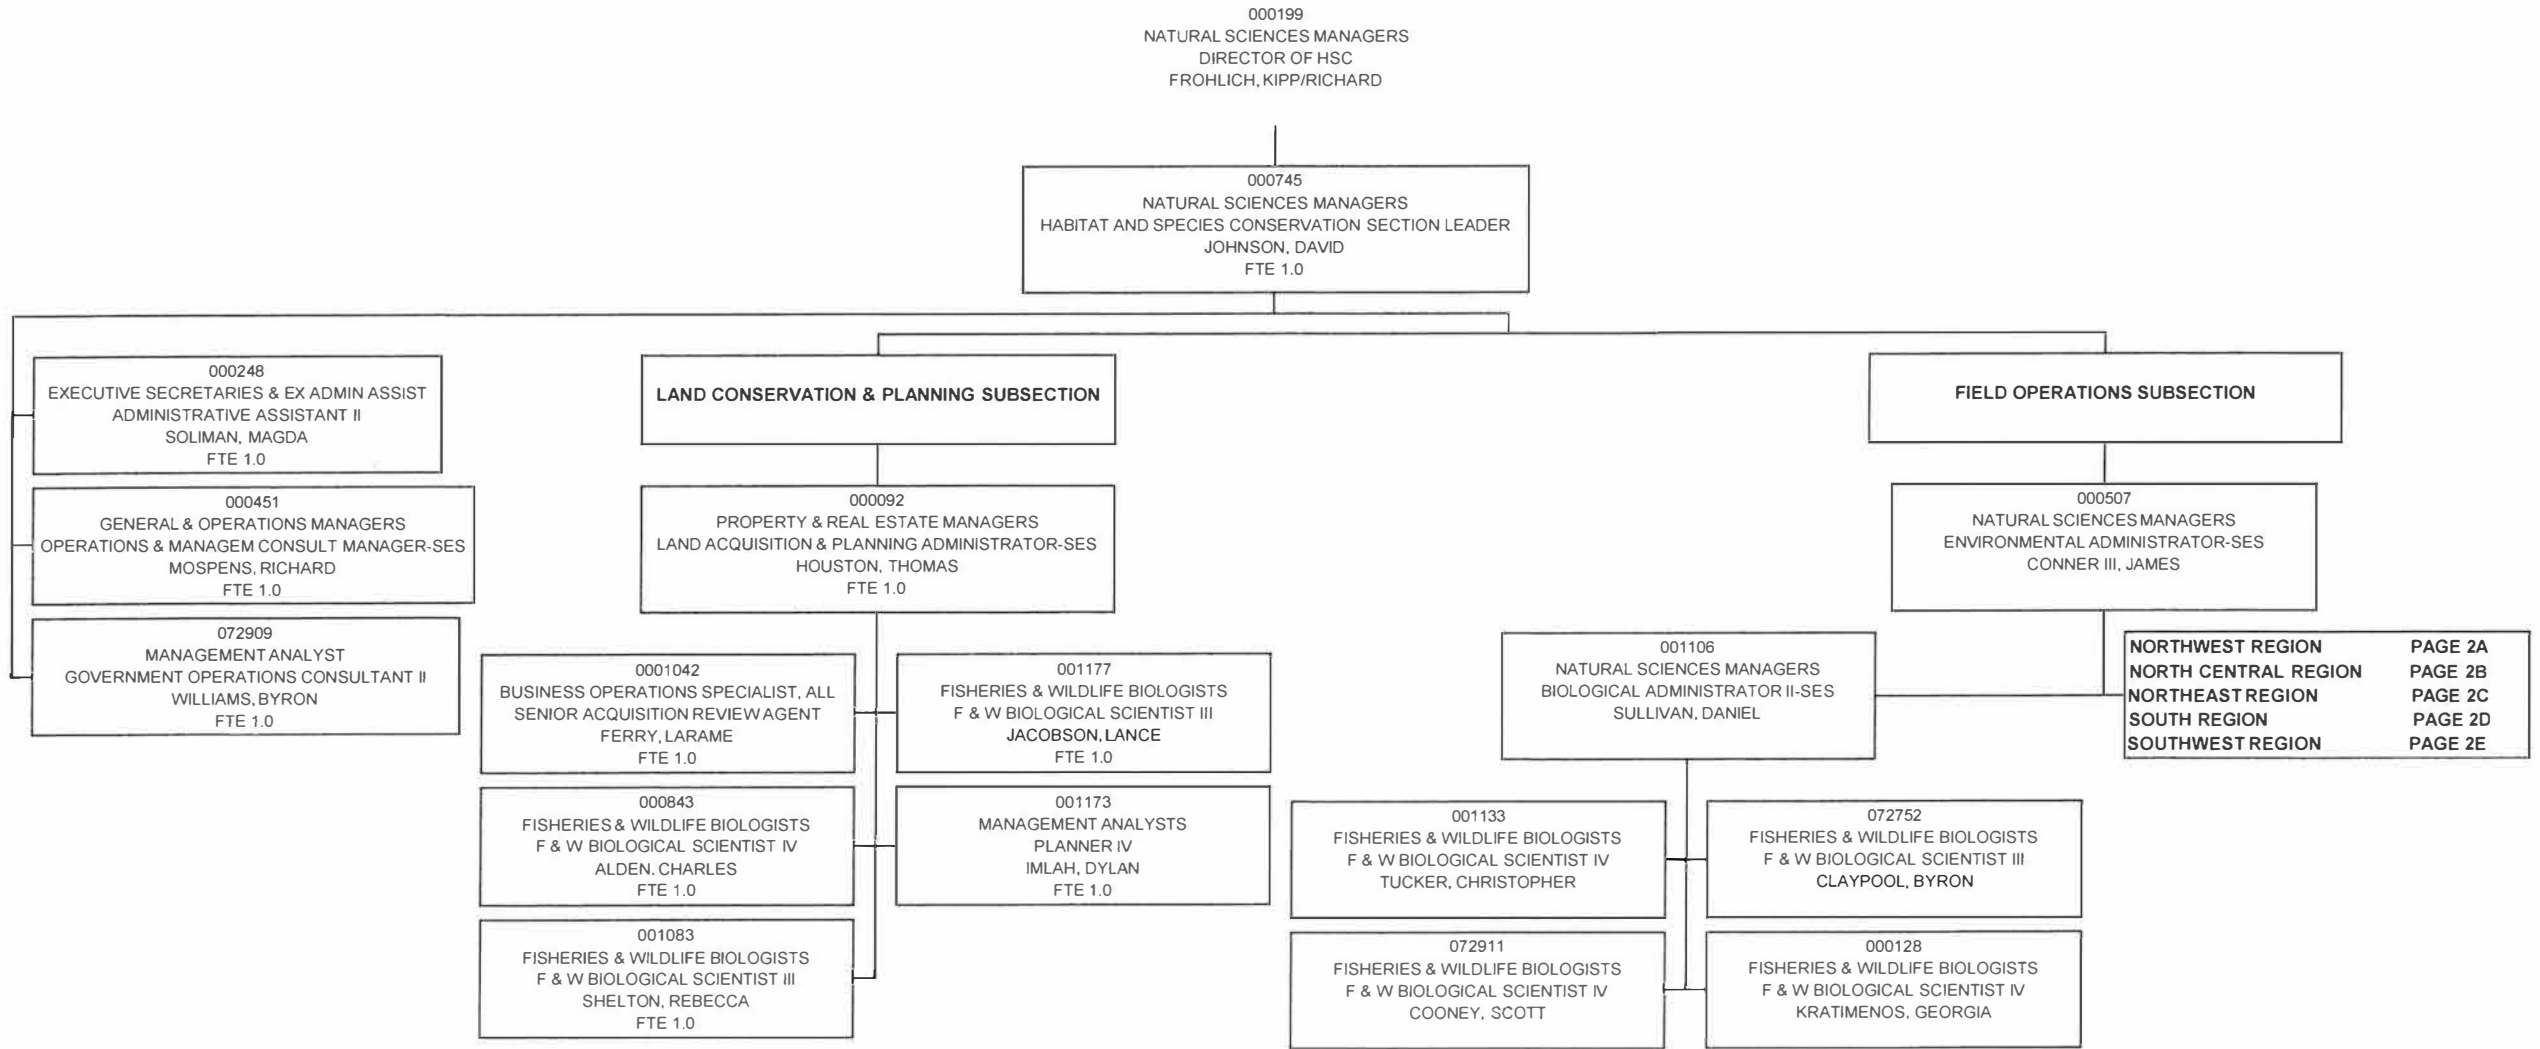 000199
NATURAL SCIENCES MANAGERS
DIRECTOR OF HSC
FROHLICH, KIPP/RICHARD
000745
NATURAL SCIENCES MANAGERS
HABITAT AND SPECIES CONSERVATION SECTION LEADER
JOHNSON, DAVID
FTE 1.0
000248
EXECUTIVE SECRETARIES & EX ADMIN ASSIST
ADMINISTRATIVE ASSISTANT II
SOLIMAN, MAGDA
FTE 1.0
000451
GENERAL & OPERATIONS MANAGERS
OPERATIONS & MANAGEM CONSULT MANAGER-SES
MOSPENS, RICHARD
FTE 1.0
072909
MANAGEMENT ANALYST
GOVERNMENT OPERATIONS CONSULTANT II
WILLIAMS, BYRON
FTE 1.0
LAND CONSERVATION & PLANNING SUBSECTION
000092
PROPERTY & REAL ESTATE MANAGERS
LAND ACQUISITION & PLANNING ADMINISTRATOR-SES
HOUSTON, THOMAS
FTE 1.0
0001042
BUSINESS OPERATIONS SPECIALIST, ALL
SENIOR ACQUISITION REVIEW AGENT
FERRY, LARAME
FTE 1.0
001177
FISHERIES & WILDLIFE BIOLOGISTS
F & W BIOLOGICAL SCIENTIST III
JACOBSON, LANCE
FTE 1.0
000843
FISHERIES & WILDLIFE BIOLOGISTS
F & W BIOLOGICAL SCIENTIST IV
ALDEN, CHARLES
FTE 1.0
001173
MANAGEMENT ANALYSTS
PLANNER IV
IMLAH, DYLAN
FTE 1.0
001083
FISHERIES & WILDLIFE BIOLOGISTS
F & W BIOLOGICAL SCIENTIST III
SHELTON, REBECCA
FTE 1.0
FIELD OPERATIONS SUBSECTION
000507
NATURAL SCIENCES MANAGERS
ENVIRONMENTAL ADMINISTRATOR-SES
CONNER III, JAMES
001106
NATURAL SCIENCES MANAGERS
BIOLOGICAL ADMINISTRATOR II-SES
SULLIVAN, DANIEL
NORTHWEST REGION PAGE 2A
NORTH CENTRAL REGION PAGE 2B
NORTHEAST REGION PAGE 2C
SOUTH REGION PAGE 2D
SOUTHWEST REGION PAGE 2E
001133
FISHERIES & WILDLIFE BIOLOGISTS
F & W BIOLOGICAL SCIENTIST IV
TUCKER, CHRISTOPHER
072752
FISHERIES & WILDLIFE BIOLOGISTS
F & W BIOLOGICAL SCIENTIST III
CLAYPOOL, BYRON
072911
FISHERIES & WILDLIFE BIOLOGISTS
F & W BIOLOGICAL SCIENTIST IV
COONEY, SCOTT
000128
FISHERIES & WILDLIFE BIOLOGISTS
F & W BIOLOGICAL SCIENTIST IV
KRATIMENOS, GEORGIA